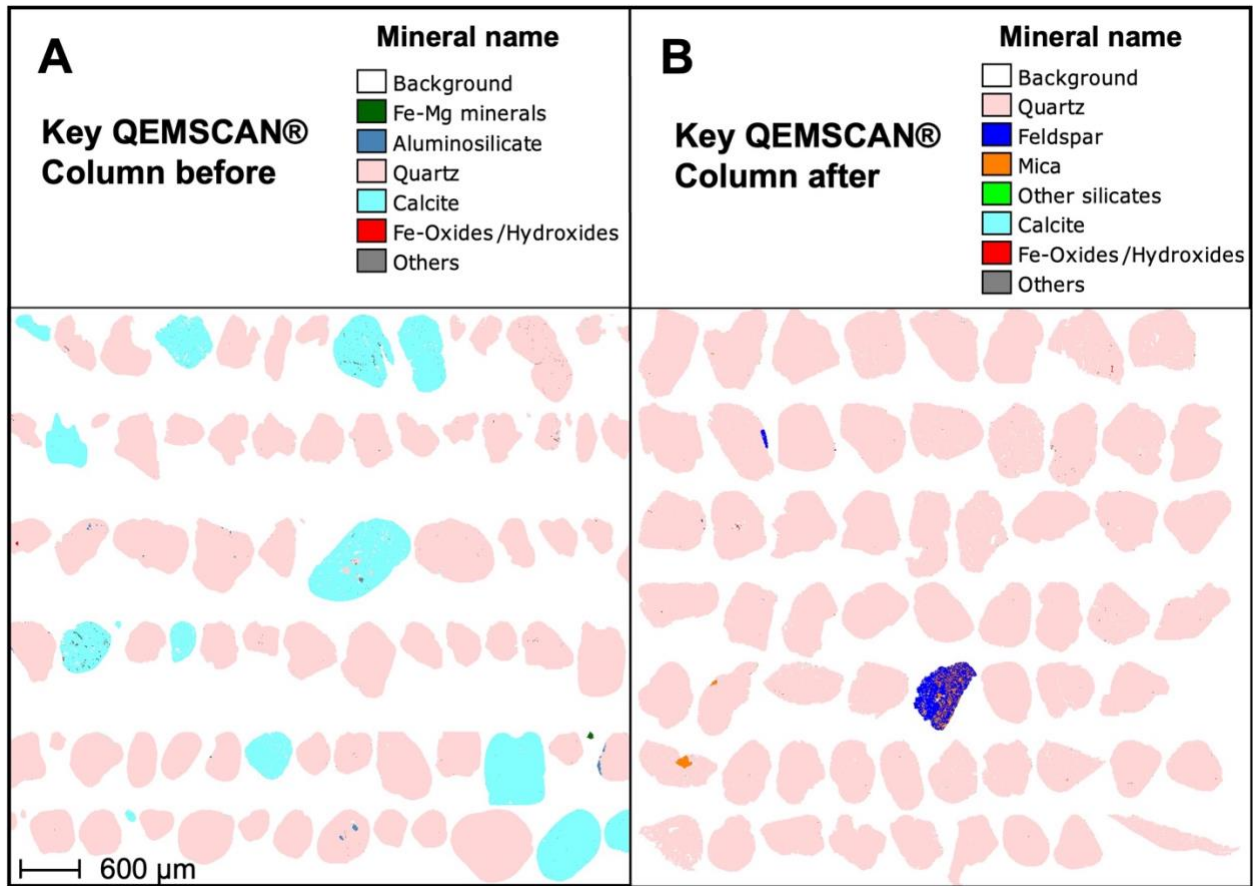 A
Key QEMSCAN®
Column before
Mineral name
Background
Fe-Mg minerals
Aluminosilicate
Quartz
Calcite
Fe-Oxides/Hydroxides
Others
B
Key QEMSCAN®
Column after
Mineral name
Background
Quartz
Feldspar
Mica
Other silicates
Calcite
Fe-Oxides/Hydroxides
Others
600 µm